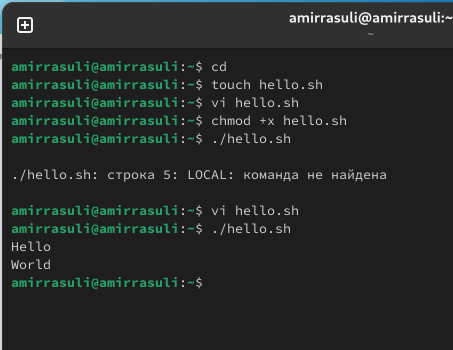 amirrasuli@amirrasuli:~
~
amirrasuli@amirrasuli:~$ cd
amirrasuli@amirrasuli:~$ touch hello.sh
amirrasuli@amirrasuli:~$ vi hello.sh
amirrasuli@amirrasuli:~$ chmod +x hello.sh
amirrasuli@amirrasuli:~$ ./hello.sh
./hello.sh: строка 5: LOCAL: команда не найдена
amirrasuli@amirrasuli:~$ vi hello.sh
amirrasuli@amirrasuli:~$ ./hello.sh
Hello
World
amirrasuli@amirrasuli:~$